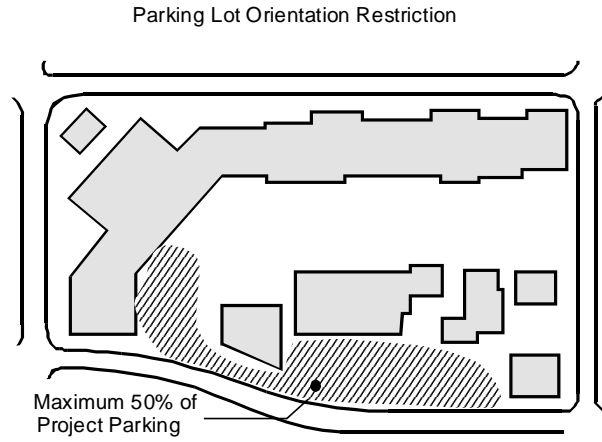 Parking Lot Orientation Restriction
Maximum 50% of
Project Parking